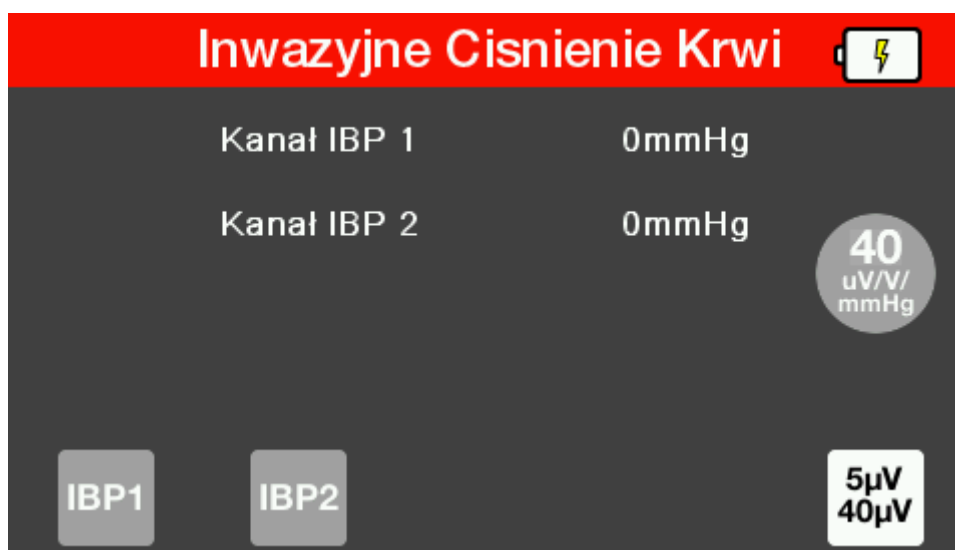 Inwazyjne Cisnienie Krwi
Kanał IBP 1 0mmHg
Kanał IBP 2 0mmHg
40
uV/V/
mmHg
IBP1 IBP2
5µV
40µV